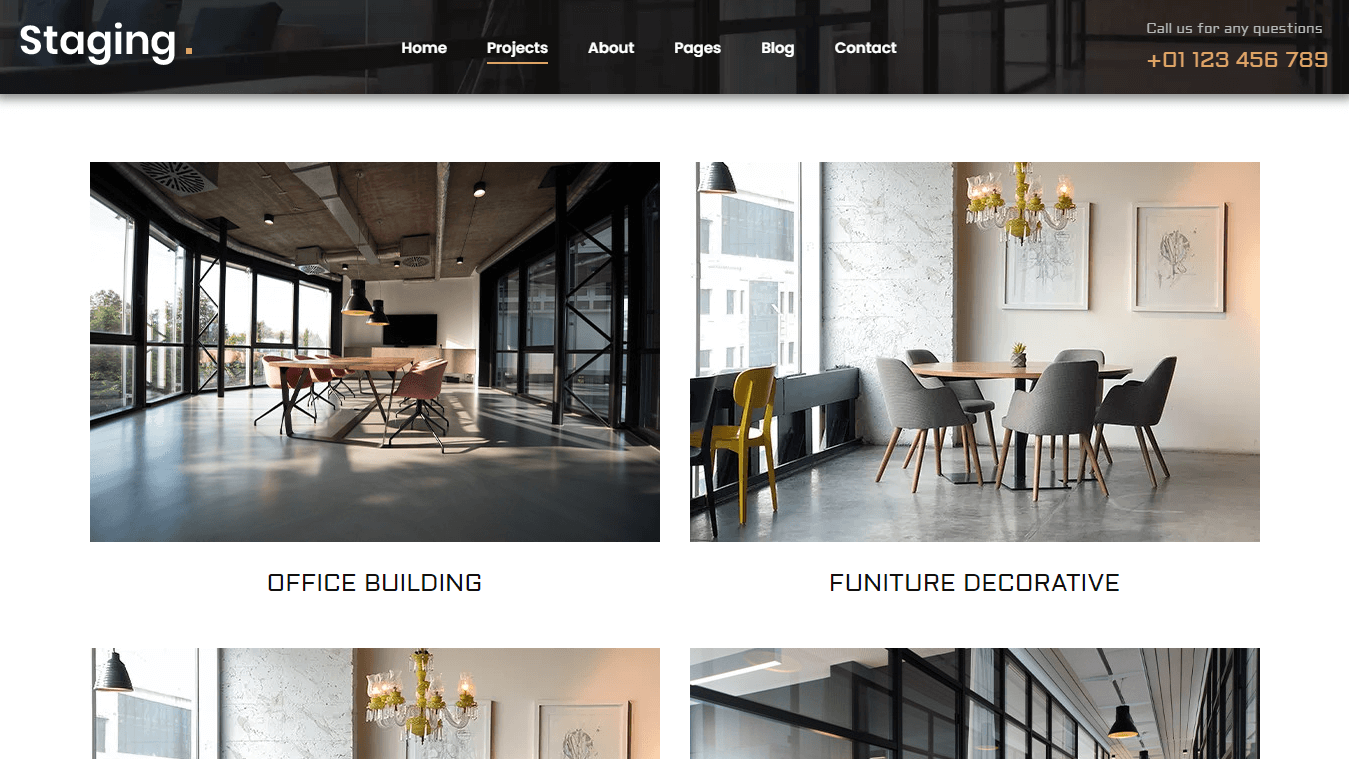 Staging .
Home Projects About Pages Blog Contact
Call us for any questions
+01 123 456 789
OFFICE BUILDING
FUNITURE DECORATIVE